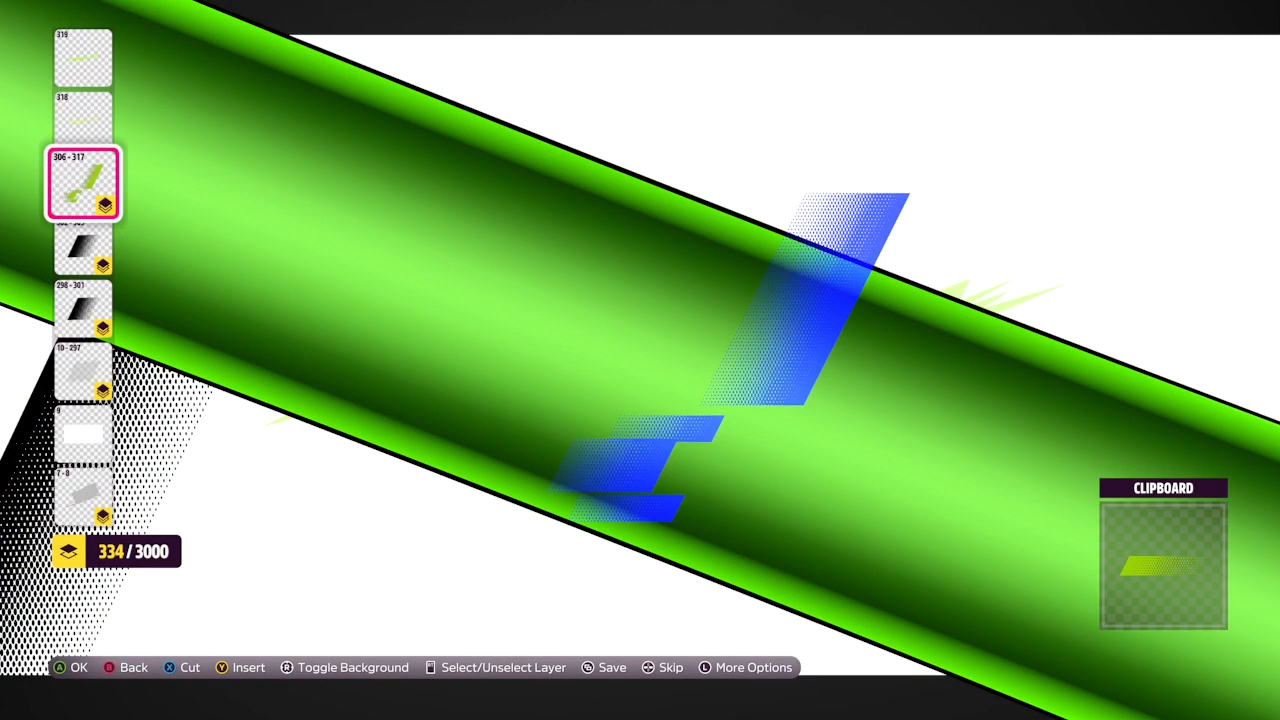 319
318
306 - 317
298 - 301
10 - 297
9
7 - 8
334 / 3000
CLIPBOARD
A OK B Back X Cut Y Insert R Toggle Background Select/Unselect Layer Save Skip L More Options